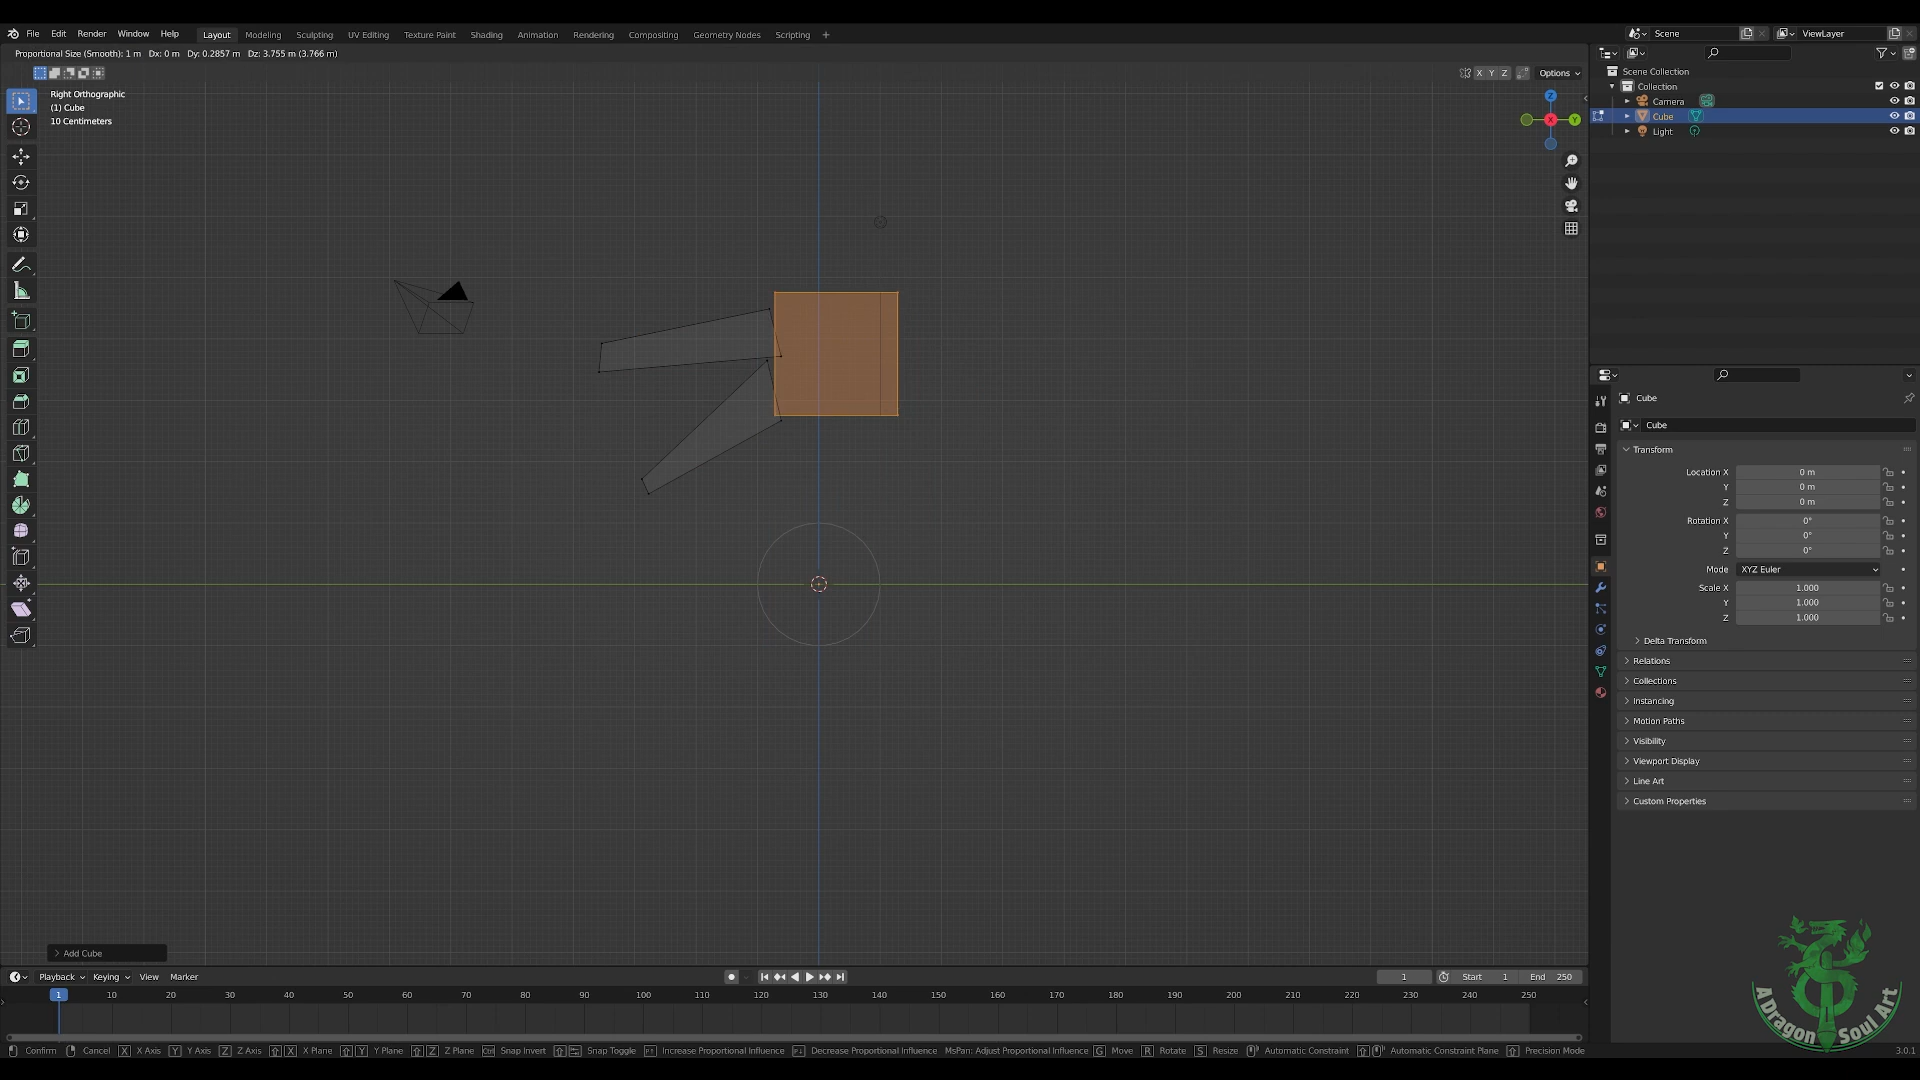 File Edit Render Window Help Layout Modeling Sculpting UV Editing Texture Paint Shading Animation Rendering Compositing Geometry Nodes Scripting +
Scene ViewLayer
Proportional Size (Smooth): 1 m Dx: 0 m Dy: 0.2857 m Dz: 3.755 m (3.766 m)
X Y Z Options
Right Orthographic
(1) Cube
10 Centimeters
Z
X
Y
Scene Collection
Collection
Camera
Cube
Light
Cube
Cube
Transform
Location X 0 m
Y 0 m
Z 0 m
Rotation X 0°
Y 0°
Z 0°
Mode XYZ Euler
Scale X 1.000
Y 1.000
Z 1.000
Delta Transform
Relations
Collections
Instancing
Motion Paths
Visibility
Viewport Display
Line Art
Custom Properties
Add Cube
Playback Keying View Marker
1 Start 1 End 250
1 10 20 30 40 50 60 70 80 90 100 110 120 130 140 150 160 170 180 190 200 210 220 230 240 250
Confirm Cancel X X Axis Y Y Axis Z Z Axis X X Plane Y Y Plane Z Z Plane Ctrl Snap Invert Snap Toggle Increase Proportional Influence Decrease Proportional Influence MsPan: Adjust Proportional Influence G Move R Rotate S Resize Automatic Constraint Automatic Constraint Plane Precision Mode
3.0.1
ADragon Soul Art